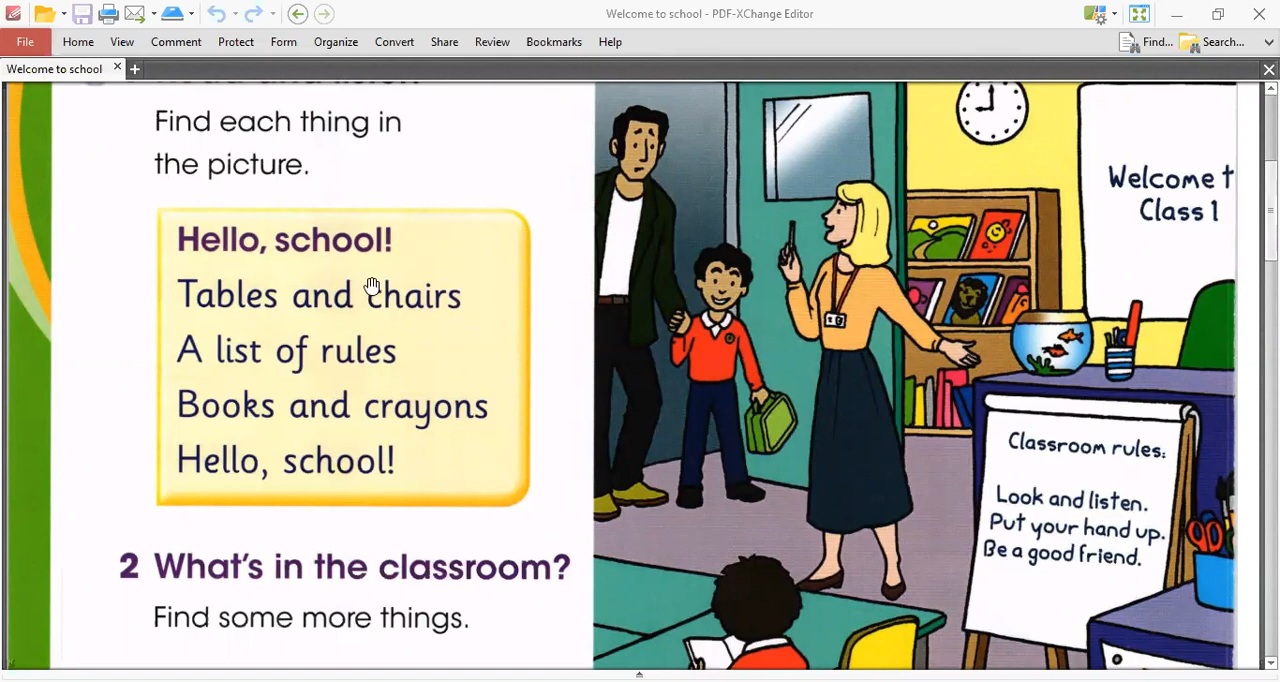 Welcome to school - PDF-XChange Editor
File Home View Comment Protect Form Organize Convert Share Review Bookmarks Help
Find... Search...
Welcome to school
Find each thing in
the picture.
Hello, school!
Tables and chairs
A list of rules
Books and crayons
Hello, school!
2 What's in the classroom?
Find some more things.
Welcome t
Class 1
Classroom rules:
Look and listen.
Put your hand up.
Be a good friend.